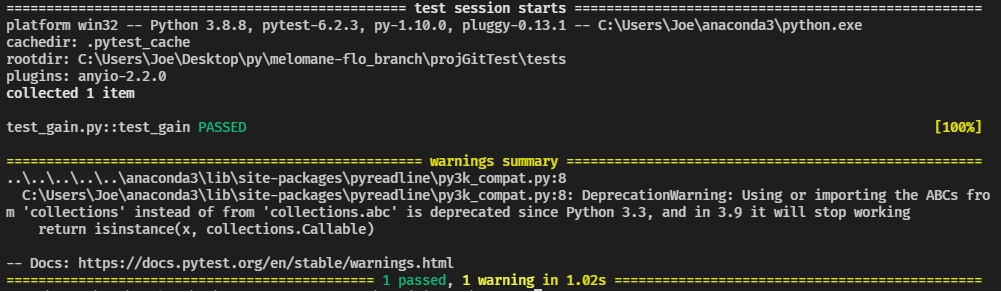 ================================================== test session starts ===================================================
platform win32 -- Python 3.8.8, pytest-6.2.3, py-1.10.0, pluggy-0.13.1 -- C:\Users\Joe\anaconda3\python.exe
cachedir: .pytest_cache
rootdir: C:\Users\Joe\Desktop\py\melomane-flo_branch\projGitTest\tests
plugins: anyio-2.2.0
collected 1 item
test_gain.py::test_gain PASSED [100%]
==================================================== warnings summary ====================================================
..\..\..\..\..\anaconda3\lib\site-packages\pyreadline\py3k_compat.py:8
C:\Users\Joe\anaconda3\lib\site-packages\pyreadline\py3k_compat.py:8: DeprecationWarning: Using or importing the ABCs fro
m 'collections' instead of from 'collections.abc' is deprecated since Python 3.3, and in 3.9 it will stop working
return isinstance(x, collections.Callable)
-- Docs: https://docs.pytest.org/en/stable/warnings.html
============================================== 1 passed, 1 warning in 1.02s ==============================================